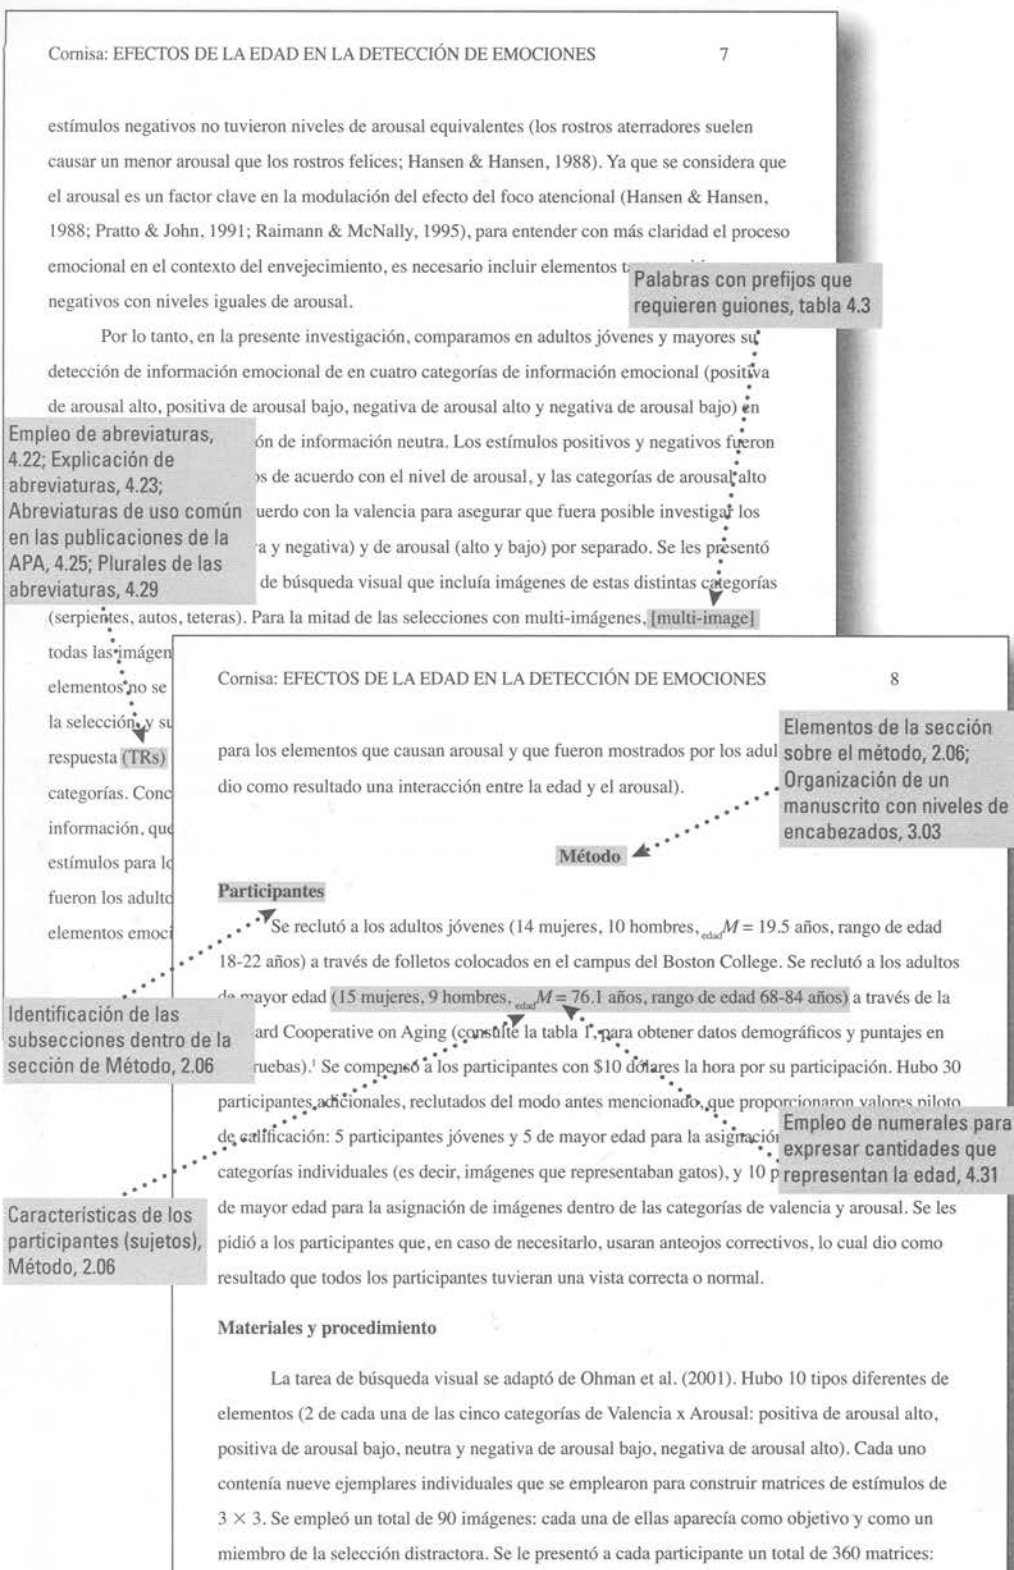 Cornisa: EFECTOS DE LA EDAD EN LA DETECCIÓN DE EMOCIONES 7
estímulos negativos no tuvieron niveles de arousal equivalentes (los rostros aterradores suelen
causar un menor arousal que los rostros felices; Hansen & Hansen, 1988). Ya que se considera que
el arousal es un factor clave en la modulación del efecto del foco atencional (Hansen & Hansen,
1988; Pratto & John, 1991; Raimann & McNally, 1995), para entender con más claridad el proceso
emocional en el contexto del envejecimiento, es necesario incluir elementos
negativos con niveles iguales de arousal.
Palabras con prefijos que
requieren guiones, tabla 4.3
Por lo tanto, en la presente investigación, comparamos en adultos jóvenes y mayores su
detección de información emocional de en cuatro categorías de información emocional (positiva
de arousal alto, positiva de arousal bajo, negativa de arousal alto y negativa de arousal bajo) en
ón de información neutra. Los estímulos positivos y negativos fueron
os de acuerdo con el nivel de arousal, y las categorías de arousal alto
uerdo con la valencia para asegurar que fuera posible investigar los
va y negativa) y de arousal (alto y bajo) por separado. Se les presentó
de búsqueda visual que incluía imágenes de estas distintas categorías
Empleo de abreviaturas,
4.22; Explicación de
abreviaturas, 4.23;
Abreviaturas de uso común
en las publicaciones de la
APA, 4.25; Plurales de las
abreviaturas, 4.29
(serpientes, autos, teteras). Para la mitad de las selecciones con multi-imágenes, [multi-image]
todas las imágen
elementos no se
la selección, y su
respuesta (TRs)
categorías. Conc
información, que
estímulos para lo
fueron los adulto
elementos emoci
Cornisa: EFECTOS DE LA EDAD EN LA DETECCIÓN DE EMOCIONES 8
para los elementos que causan arousal y que fueron mostrados por los adul
dio como resultado una interacción entre la edad y el arousal).
Elementos de la sección
sobre el método, 2.06;
Organización de un
manuscrito con niveles de
encabezados, 3.03
Método
Participantes
Se reclutó a los adultos jóvenes (14 mujeres, 10 hombres, edadM = 19.5 años, rango de edad
18-22 años) a través de folletos colocados en el campus del Boston College. Se reclutó a los adultos
de mayor edad (15 mujeres, 9 hombres, edadM = 76.1 años, rango de edad 68-84 años) a través de la
ard Cooperative on Aging (consulte la tabla 1, para obtener datos demográficos y puntajes en
ruebas).¹ Se compensó a los participantes con $10 dólares la hora por su participación. Hubo 30
Identificación de las
subsecciones dentro de la
sección de Método, 2.06
participantes adicionales, reclutados del modo antes mencionado, que proporcionaron valores piloto
de calificación: 5 participantes jóvenes y 5 de mayor edad para la asignación
categorías individuales (es decir, imágenes que representaban gatos), y 10 p
Empleo de numerales para
expresar cantidades que
representan la edad, 4.31
de mayor edad para la asignación de imágenes dentro de las categorías de valencia y arousal. Se les
pidió a los participantes que, en caso de necesitarlo, usaran anteojos correctivos, lo cual dio como
resultado que todos los participantes tuvieran una vista correcta o normal.
Características de los
participantes (sujetos),
Método, 2.06
Materiales y procedimiento
La tarea de búsqueda visual se adaptó de Ohman et al. (2001). Hubo 10 tipos diferentes de
elementos (2 de cada una de las cinco categorías de Valencia x Arousal: positiva de arousal alto,
positiva de arousal bajo, neutra y negativa de arousal bajo, negativa de arousal alto). Cada uno
contenía nueve ejemplares individuales que se emplearon para construir matrices de estímulos de
3 × 3. Se empleó un total de 90 imágenes: cada una de ellas aparecía como objetivo y como un
miembro de la selección distractora. Se le presentó a cada participante un total de 360 matrices: